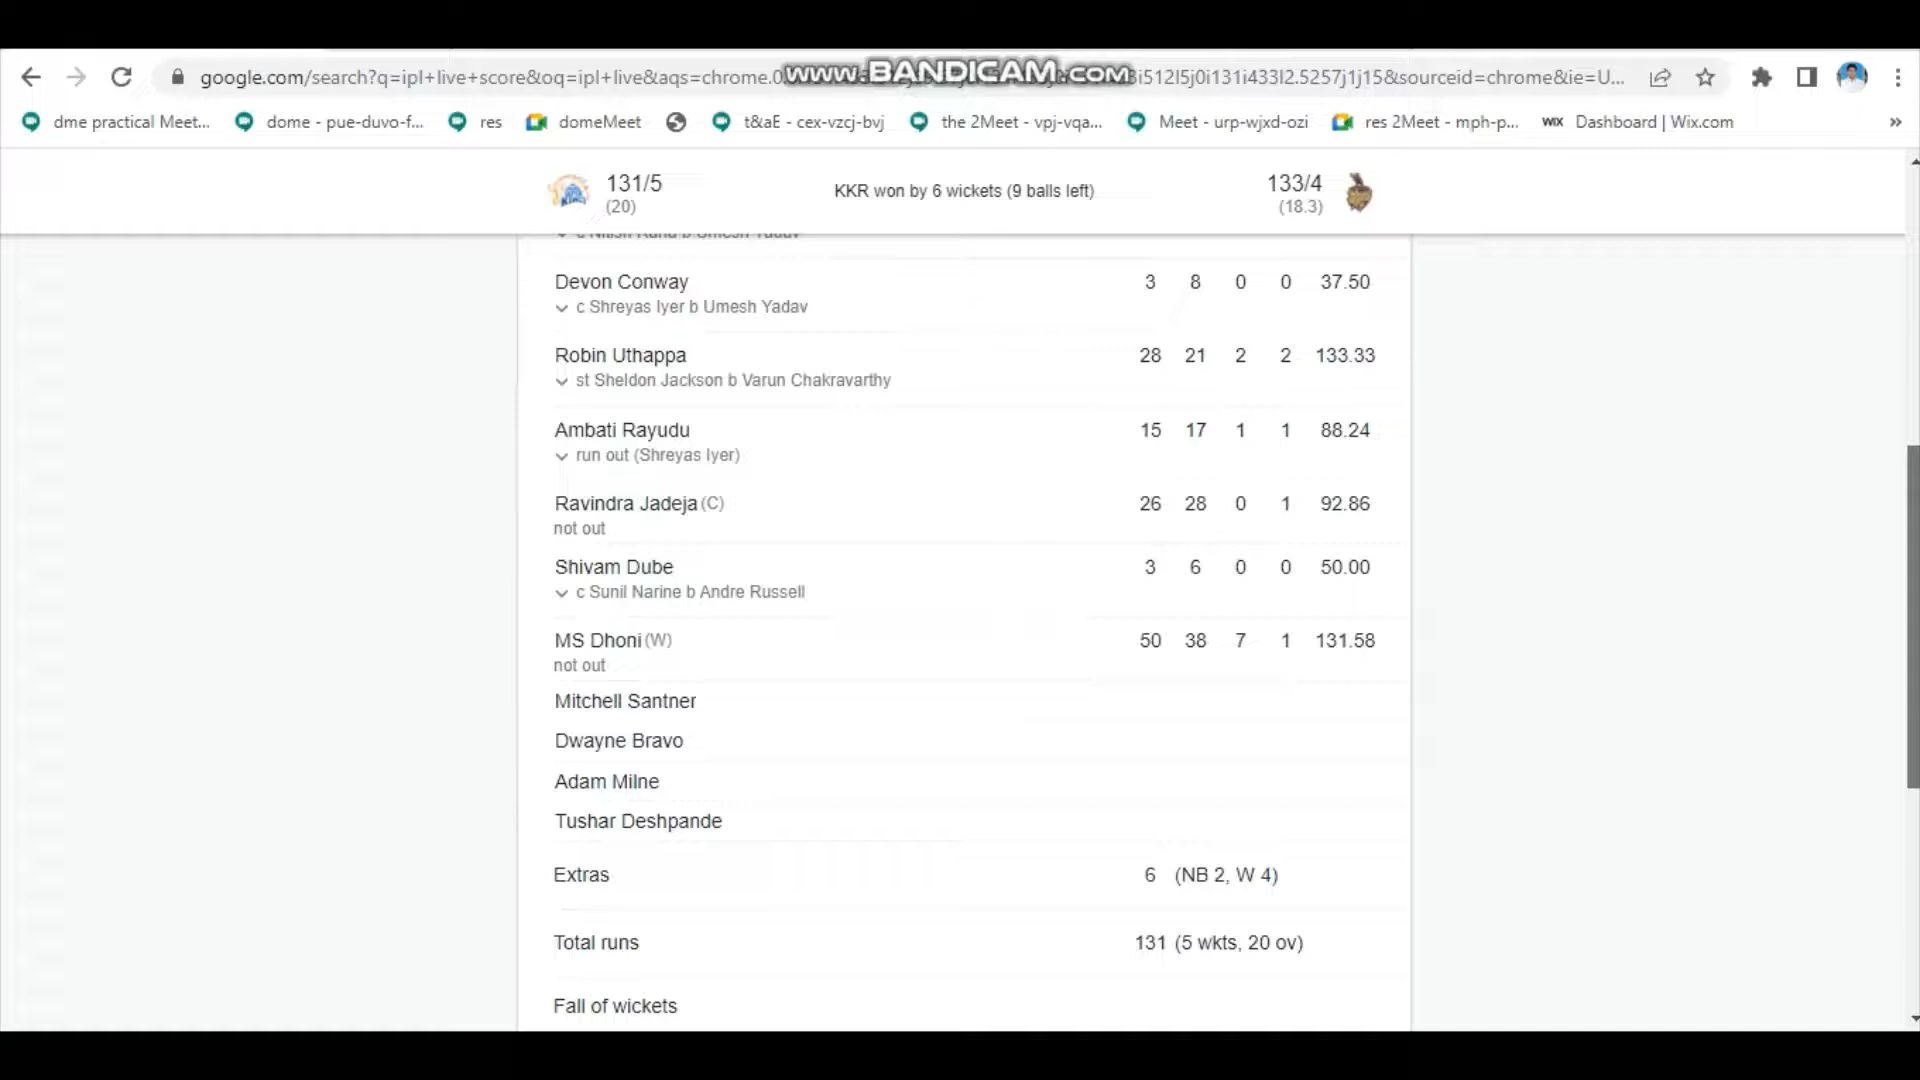 www.BANDICAM.com
google.com/search?q=ipl+live+score&oq=ipl+live&aqs=chrome.0 i512l5j0i131i433l2.5257j1j15&sourceid=chrome&ie=U...
dme practical Meet... dome - pue-duvo-f... res domeMeet t&aE - cex-vzcj-bvj the 2Meet - vpj-vqa... Meet - urp-wjxd-ozi res 2Meet - mph-p... WIX Dashboard | Wix.com »
131/5 KKR won by 6 wickets (9 balls left) 133/4
(20) (18.3)
c Nitish Rana b Umesh Yadav
Devon Conway 3 8 0 0 37.50
c Shreyas Iyer b Umesh Yadav
Robin Uthappa 28 21 2 2 133.33
st Sheldon Jackson b Varun Chakravarthy
Ambati Rayudu 15 17 1 1 88.24
run out (Shreyas Iyer)
Ravindra Jadeja (C) 26 28 0 1 92.86
not out
Shivam Dube 3 6 0 0 50.00
c Sunil Narine b Andre Russell
MS Dhoni (W) 50 38 7 1 131.58
not out
Mitchell Santner
Dwayne Bravo
Adam Milne
Tushar Deshpande
Extras 6 (NB 2, W 4)
Total runs 131 (5 wkts, 20 ov)
Fall of wickets